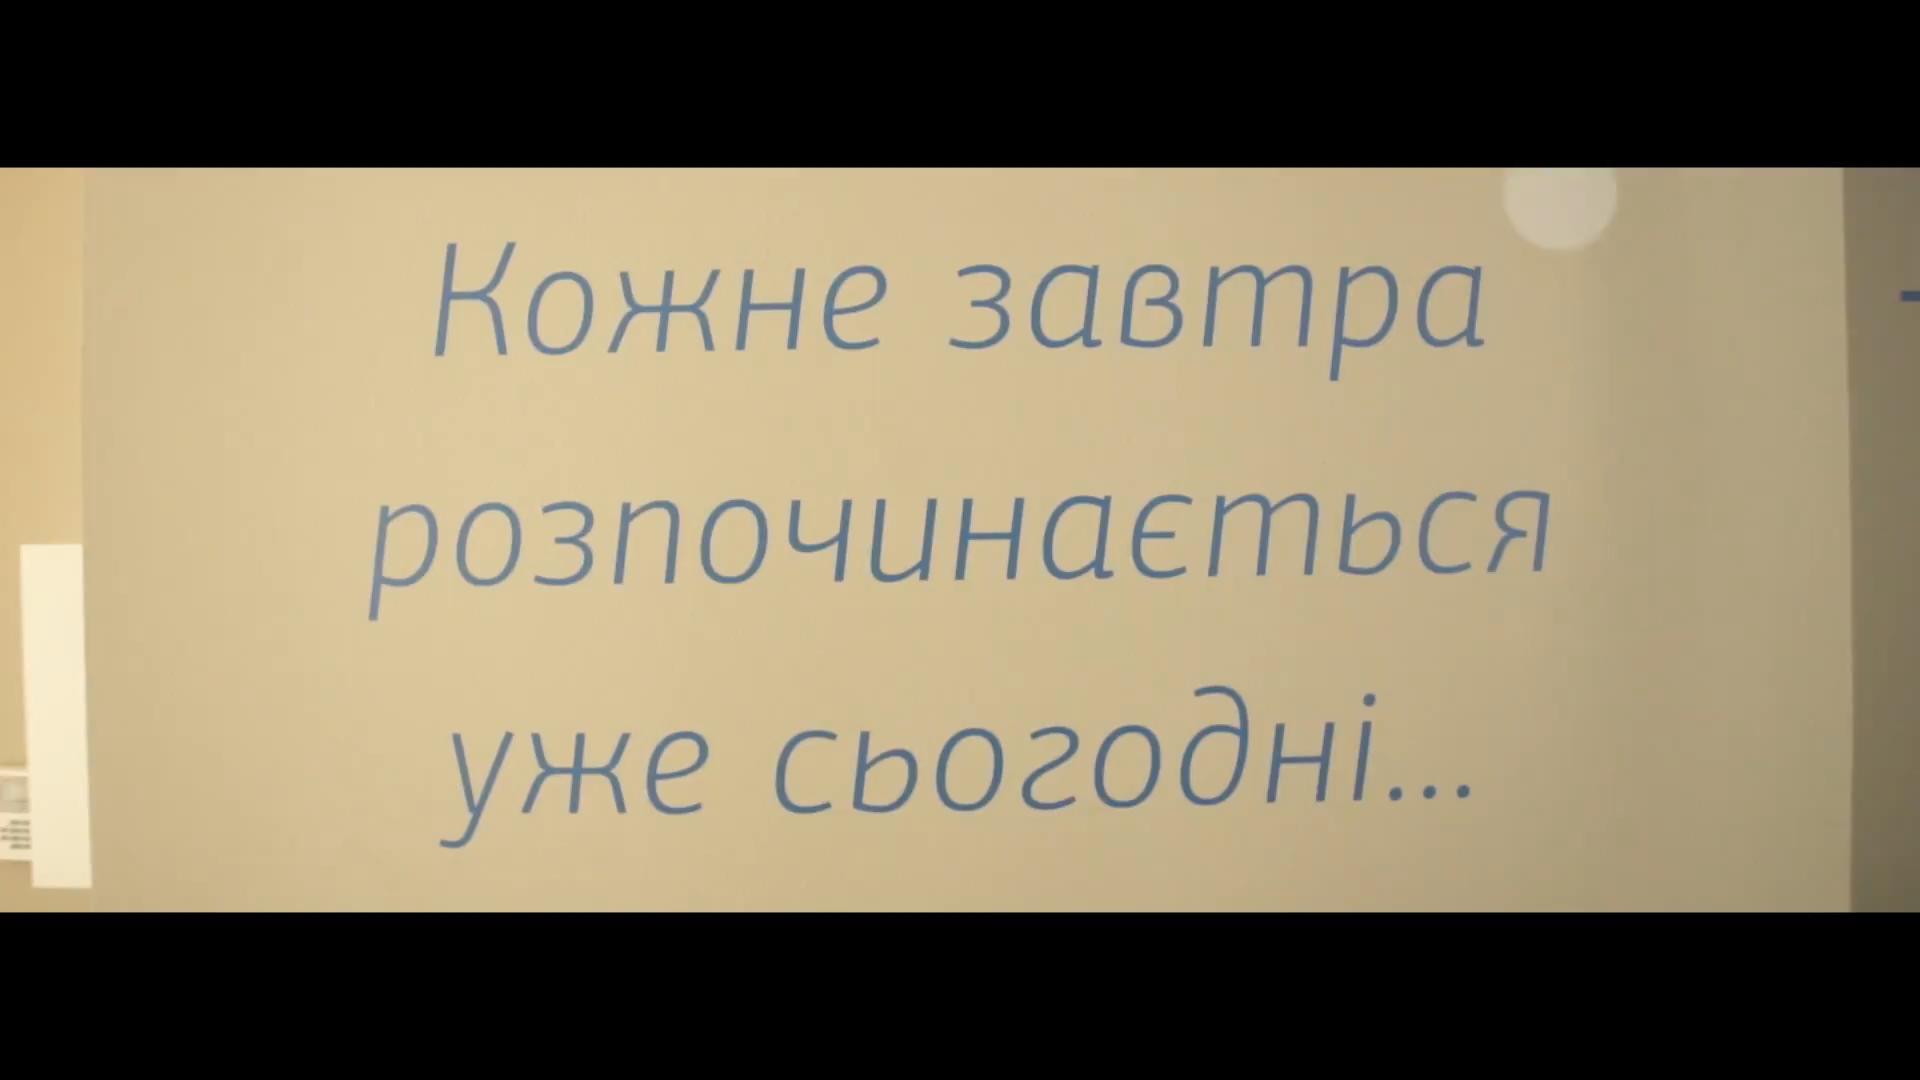 Кожне завтра
розпочинається
уже сьогодні...